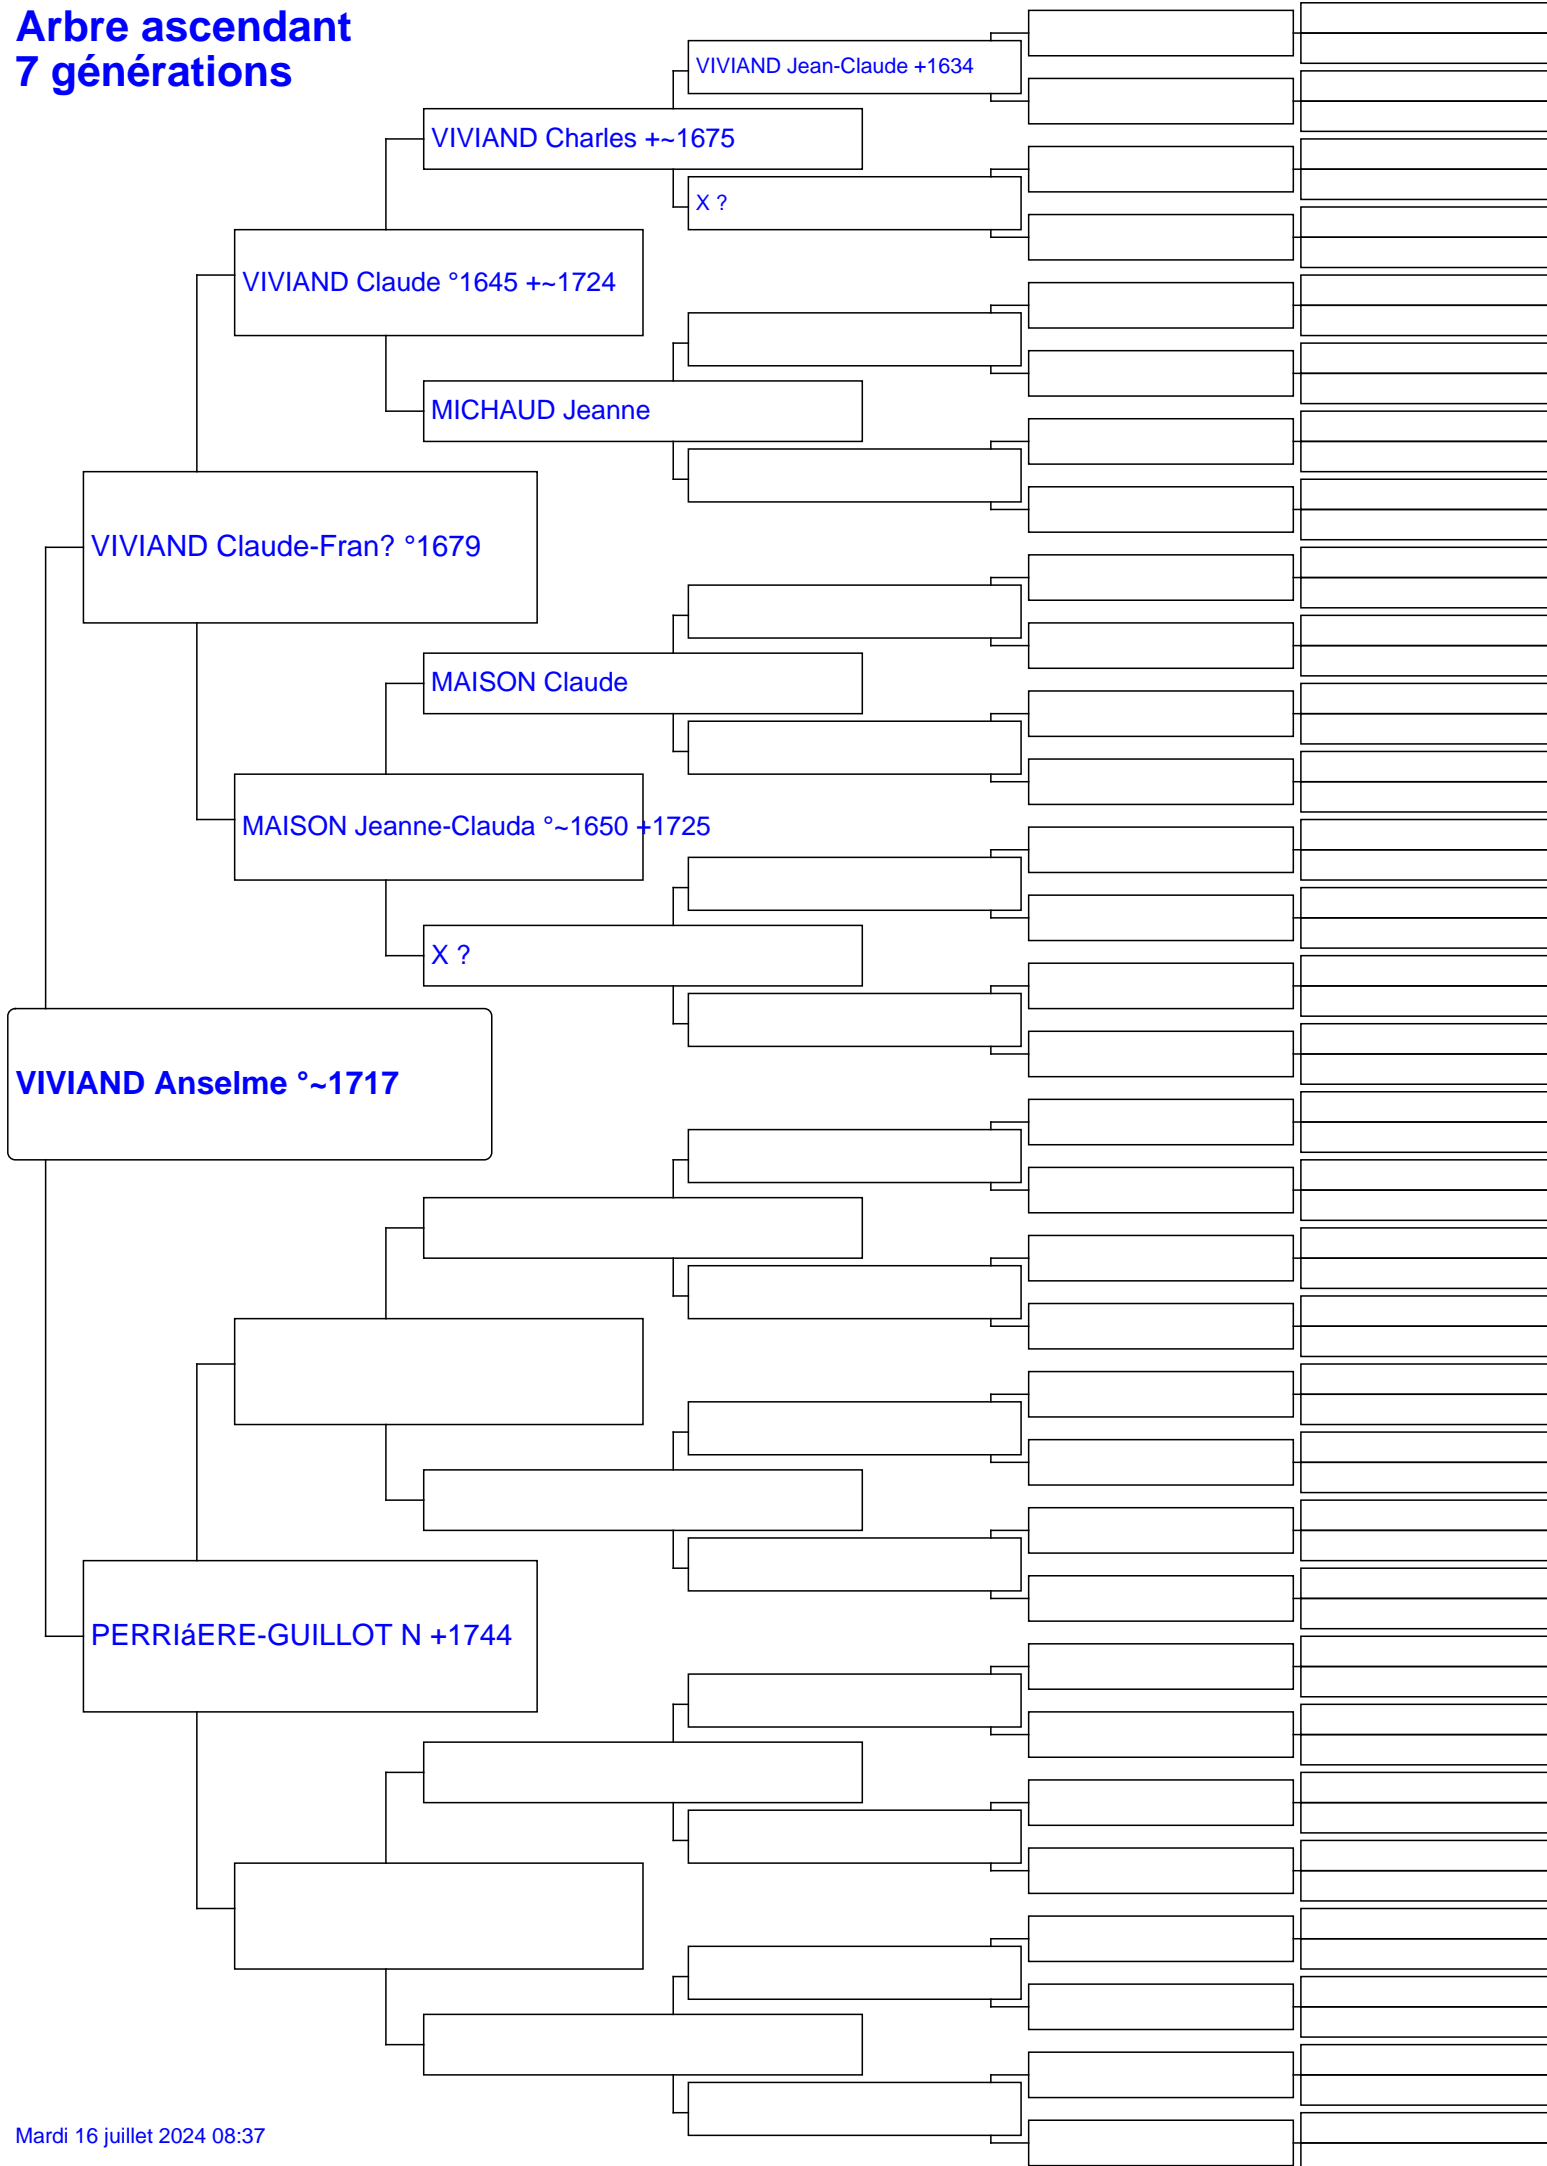 Arbre ascendant
7 générations
VIVIAND Jean-Claude +1634
VIVIAND Charles +~1675
X ?
VIVIAND Claude °1645 +~1724
MICHAUD Jeanne
VIVIAND Claude-Fran? °1679
MAISON Claude
MAISON Jeanne-Clauda °~1650 +1725
X ?
VIVIAND Anselme °~1717
PERRIáERE-GUILLOT N +1744
Mardi 16 juillet 2024 08:37